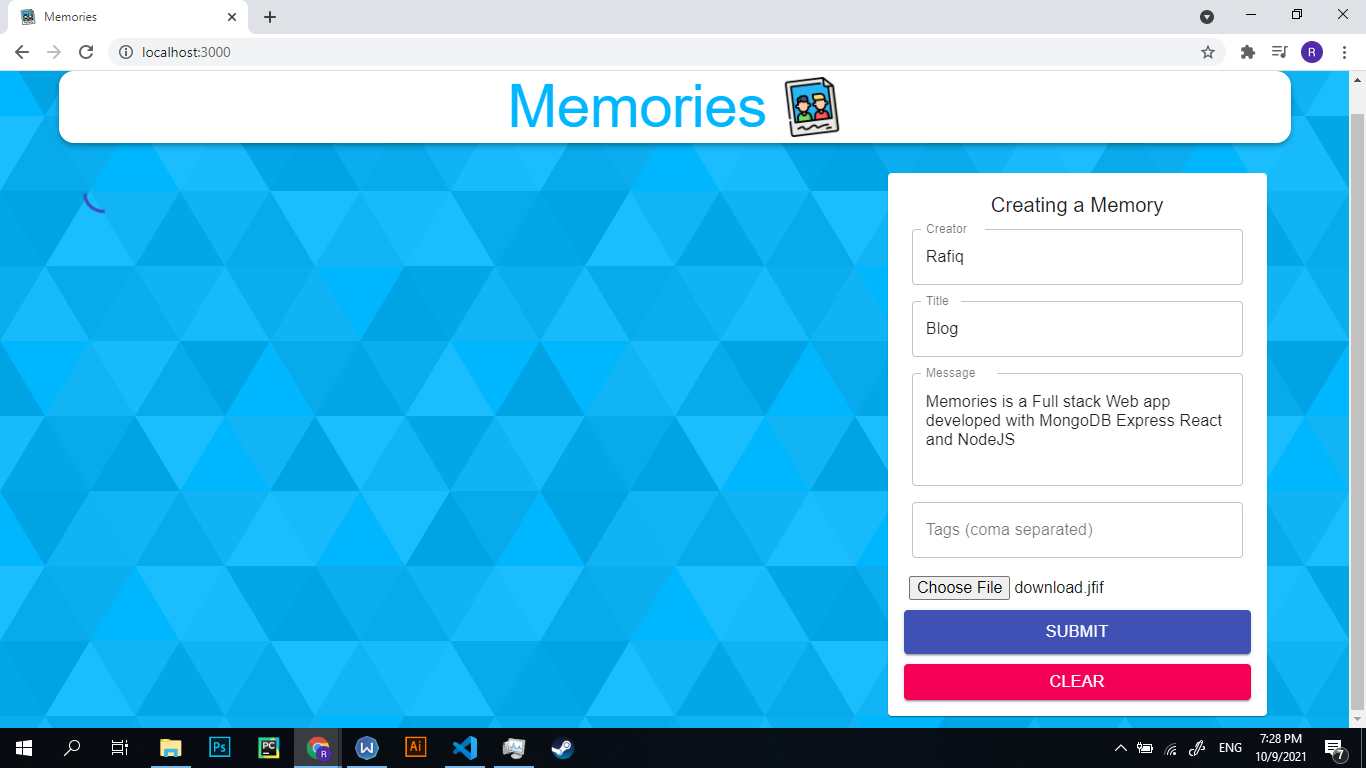 Memories
localhost:3000
R
Memories
Creating a Memory
Creator
Rafiq
Title
Blog
Message
Memories is a Full stack Web app
developed with MongoDB Express React
and NodeJS
Tags (coma separated)
Choose File download.jfif
SUBMIT
CLEAR
Ps
PC
R
W
Ai
ENG
7:28 PM
10/9/2021
7